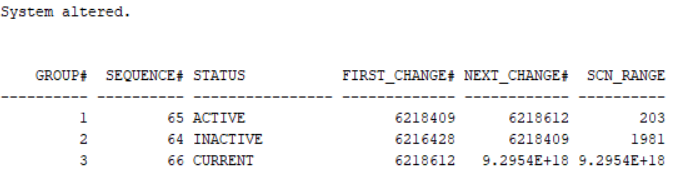 System altered.
GROUP# SEQUENCE# STATUS FIRST_CHANGE# NEXT_CHANGE# SCN_RANGE
---------- ---------- ---------------- ------------- ------------ ----------
1 65 ACTIVE 6218409 6218612 203
2 64 INACTIVE 6216428 6218409 1981
3 66 CURRENT 6218612 9.2954E+18 9.2954E+18